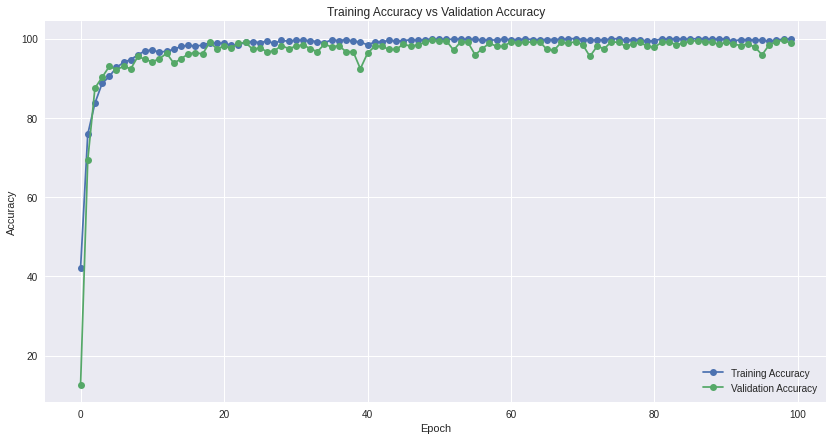 Training Accuracy vs Validation Accuracy
100
80
60
40
20
Accuracy
0
20
40
60
80
100
Epoch
Training Accuracy
Validation Accuracy